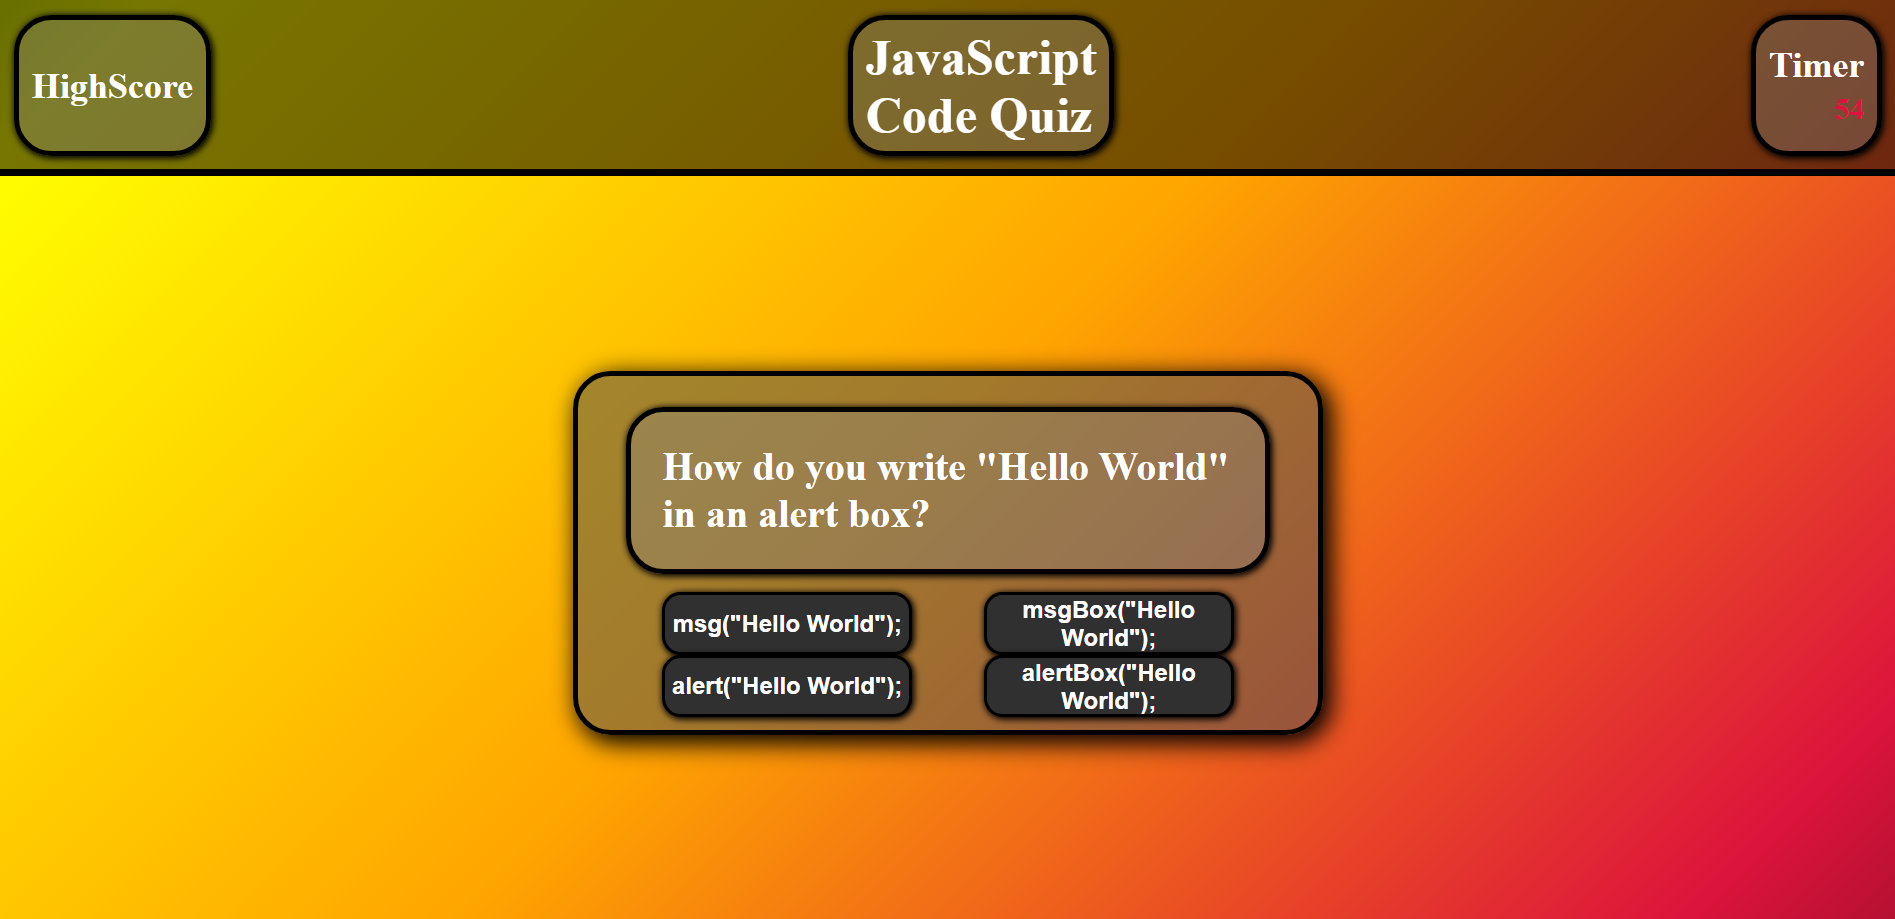 HighScore
JavaScript
Code Quiz
Timer
54
How do you write "Hello World"
in an alert box?
msg("Hello World");
msgBox("Hello
World");
alert("Hello World");
alertBox("Hello
World");